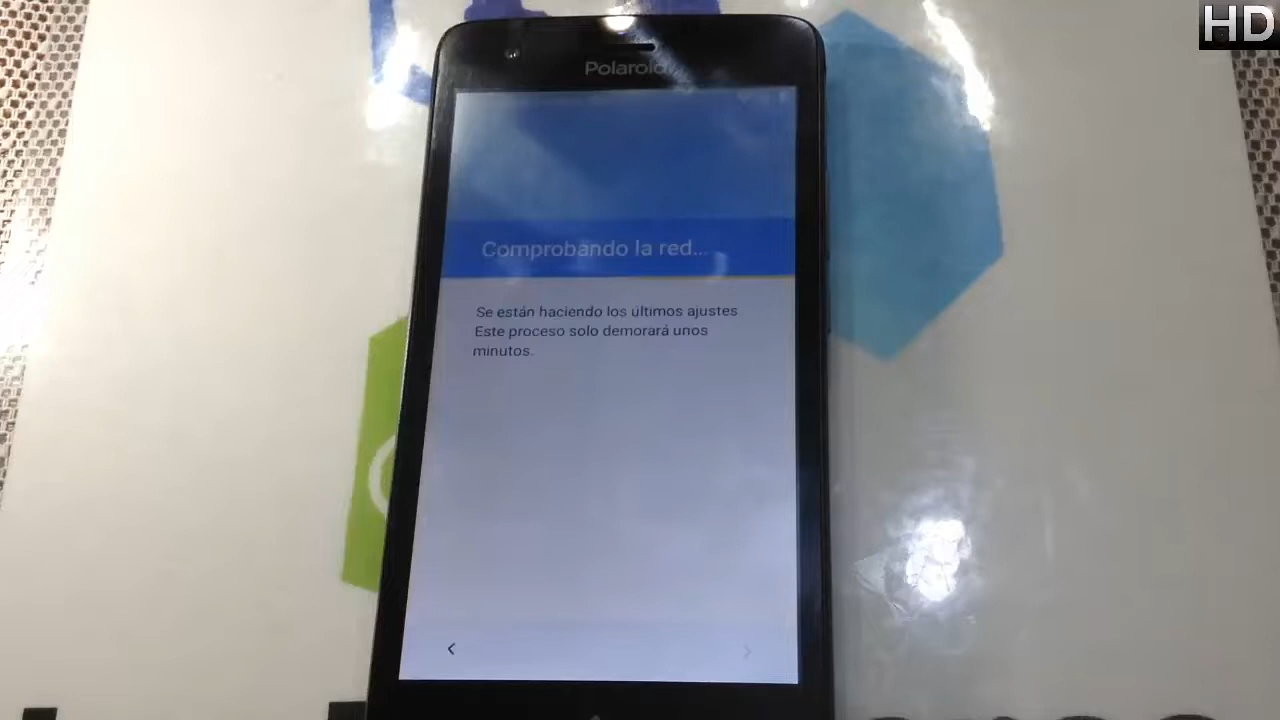 HD
Polaroid
Comprobando la red...
Se están haciendo los últimos ajustes
Este proceso solo demorará unos
minutos.